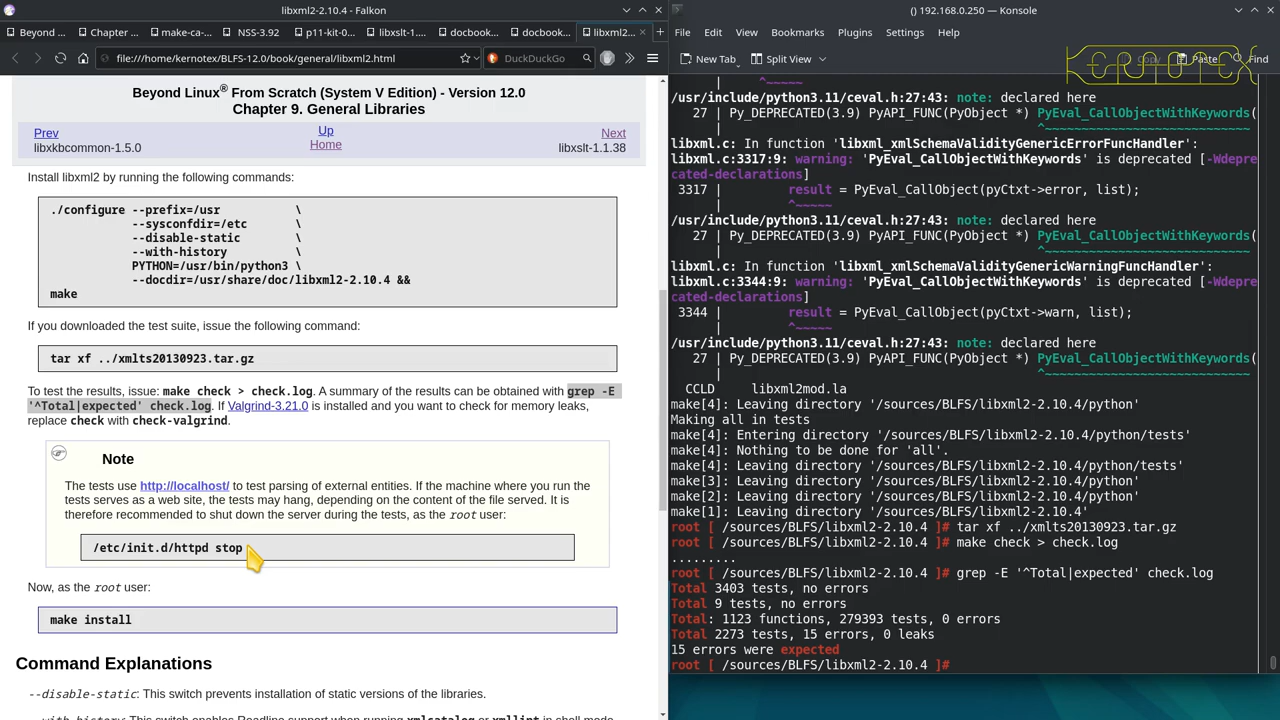 libxml2-2.10.4 - Falkon
Beyond ...
Chapter ...
make-ca-...
NSS-3.92
p11-kit-0...
libxslt-1....
docbook...
docbook...
libxml2...
file:///home/kernotex/BLFS-12.0/book/general/libxml2.html
DuckDuckGo
Beyond Linux® From Scratch (System V Edition) - Version 12.0
Chapter 9. General Libraries
Prev
Up
Next
libxkbcommon-1.5.0
Home
libxslt-1.1.38
Install libxml2 by running the following commands:
./configure --prefix=/usr \
--sysconfdir=/etc \
--disable-static \
--with-history \
PYTHON=/usr/bin/python3 \
--docdir=/usr/share/doc/libxml2-2.10.4 &&
make
If you downloaded the test suite, issue the following command:
tar xf ../xmlts20130923.tar.gz
To test the results, issue: make check > check.log. A summary of the results can be obtained with grep -E
'^Total|expected' check.log. If Valgrind-3.21.0 is installed and you want to check for memory leaks,
replace check with check-valgrind.
Note
The tests use http://localhost/ to test parsing of external entities. If the machine where you run the
tests serves as a web site, the tests may hang, depending on the content of the file served. It is
therefore recommended to shut down the server during the tests, as the root user:
/etc/init.d/httpd stop
Now, as the root user:
make install
Command Explanations
--disable-static: This switch prevents installation of static versions of the libraries.
--with-history: This switch enables Readline support when running xmlcatalog or xmllint in shell mode.
() 192.168.0.250 — Konsole
File Edit View Bookmarks Plugins Settings Help
New Tab
Split View
Copy
Paste
Find
KERNOTEX
| ^~~~~~
/usr/include/python3.11/ceval.h:27:43: note: declared here
27 | Py_DEPRECATED(3.9) PyAPI_FUNC(PyObject *) PyEval_CallObjectWithKeywords(
| ^~~~~~~~~~~~~~~~~~~~~~~~~~~~~
libxml.c: In function 'libxml_xmlSchemaValidityGenericErrorFuncHandler':
libxml.c:3317:9: warning: 'PyEval_CallObjectWithKeywords' is deprecated [-Wdepre
cated-declarations]
3317 | result = PyEval_CallObject(pyCtxt->error, list);
| ^~~~~~
/usr/include/python3.11/ceval.h:27:43: note: declared here
27 | Py_DEPRECATED(3.9) PyAPI_FUNC(PyObject *) PyEval_CallObjectWithKeywords(
| ^~~~~~~~~~~~~~~~~~~~~~~~~~~~~
libxml.c: In function 'libxml_xmlSchemaValidityGenericWarningFuncHandler':
libxml.c:3344:9: warning: 'PyEval_CallObjectWithKeywords' is deprecated [-Wdepre
cated-declarations]
3344 | result = PyEval_CallObject(pyCtxt->warn, list);
| ^~~~~~
/usr/include/python3.11/ceval.h:27:43: note: declared here
27 | Py_DEPRECATED(3.9) PyAPI_FUNC(PyObject *) PyEval_CallObjectWithKeywords(
| ^~~~~~~~~~~~~~~~~~~~~~~~~~~~~
CCLD libxml2mod.la
make[4]: Leaving directory '/sources/BLFS/libxml2-2.10.4/python'
Making all in tests
make[4]: Entering directory '/sources/BLFS/libxml2-2.10.4/python/tests'
make[4]: Nothing to be done for 'all'.
make[4]: Leaving directory '/sources/BLFS/libxml2-2.10.4/python/tests'
make[3]: Leaving directory '/sources/BLFS/libxml2-2.10.4/python'
make[2]: Leaving directory '/sources/BLFS/libxml2-2.10.4/python'
make[1]: Leaving directory '/sources/BLFS/libxml2-2.10.4'
root [ /sources/BLFS/libxml2-2.10.4 ]# tar xf ../xmlts20130923.tar.gz
root [ /sources/BLFS/libxml2-2.10.4 ]# make check > check.log
.........
root [ /sources/BLFS/libxml2-2.10.4 ]# grep -E '^Total|expected' check.log
Total 3403 tests, no errors
Total 9 tests, no errors
Total: 1123 functions, 279393 tests, 0 errors
Total 2273 tests, 15 errors, 0 leaks
15 errors were expected
root [ /sources/BLFS/libxml2-2.10.4 ]#